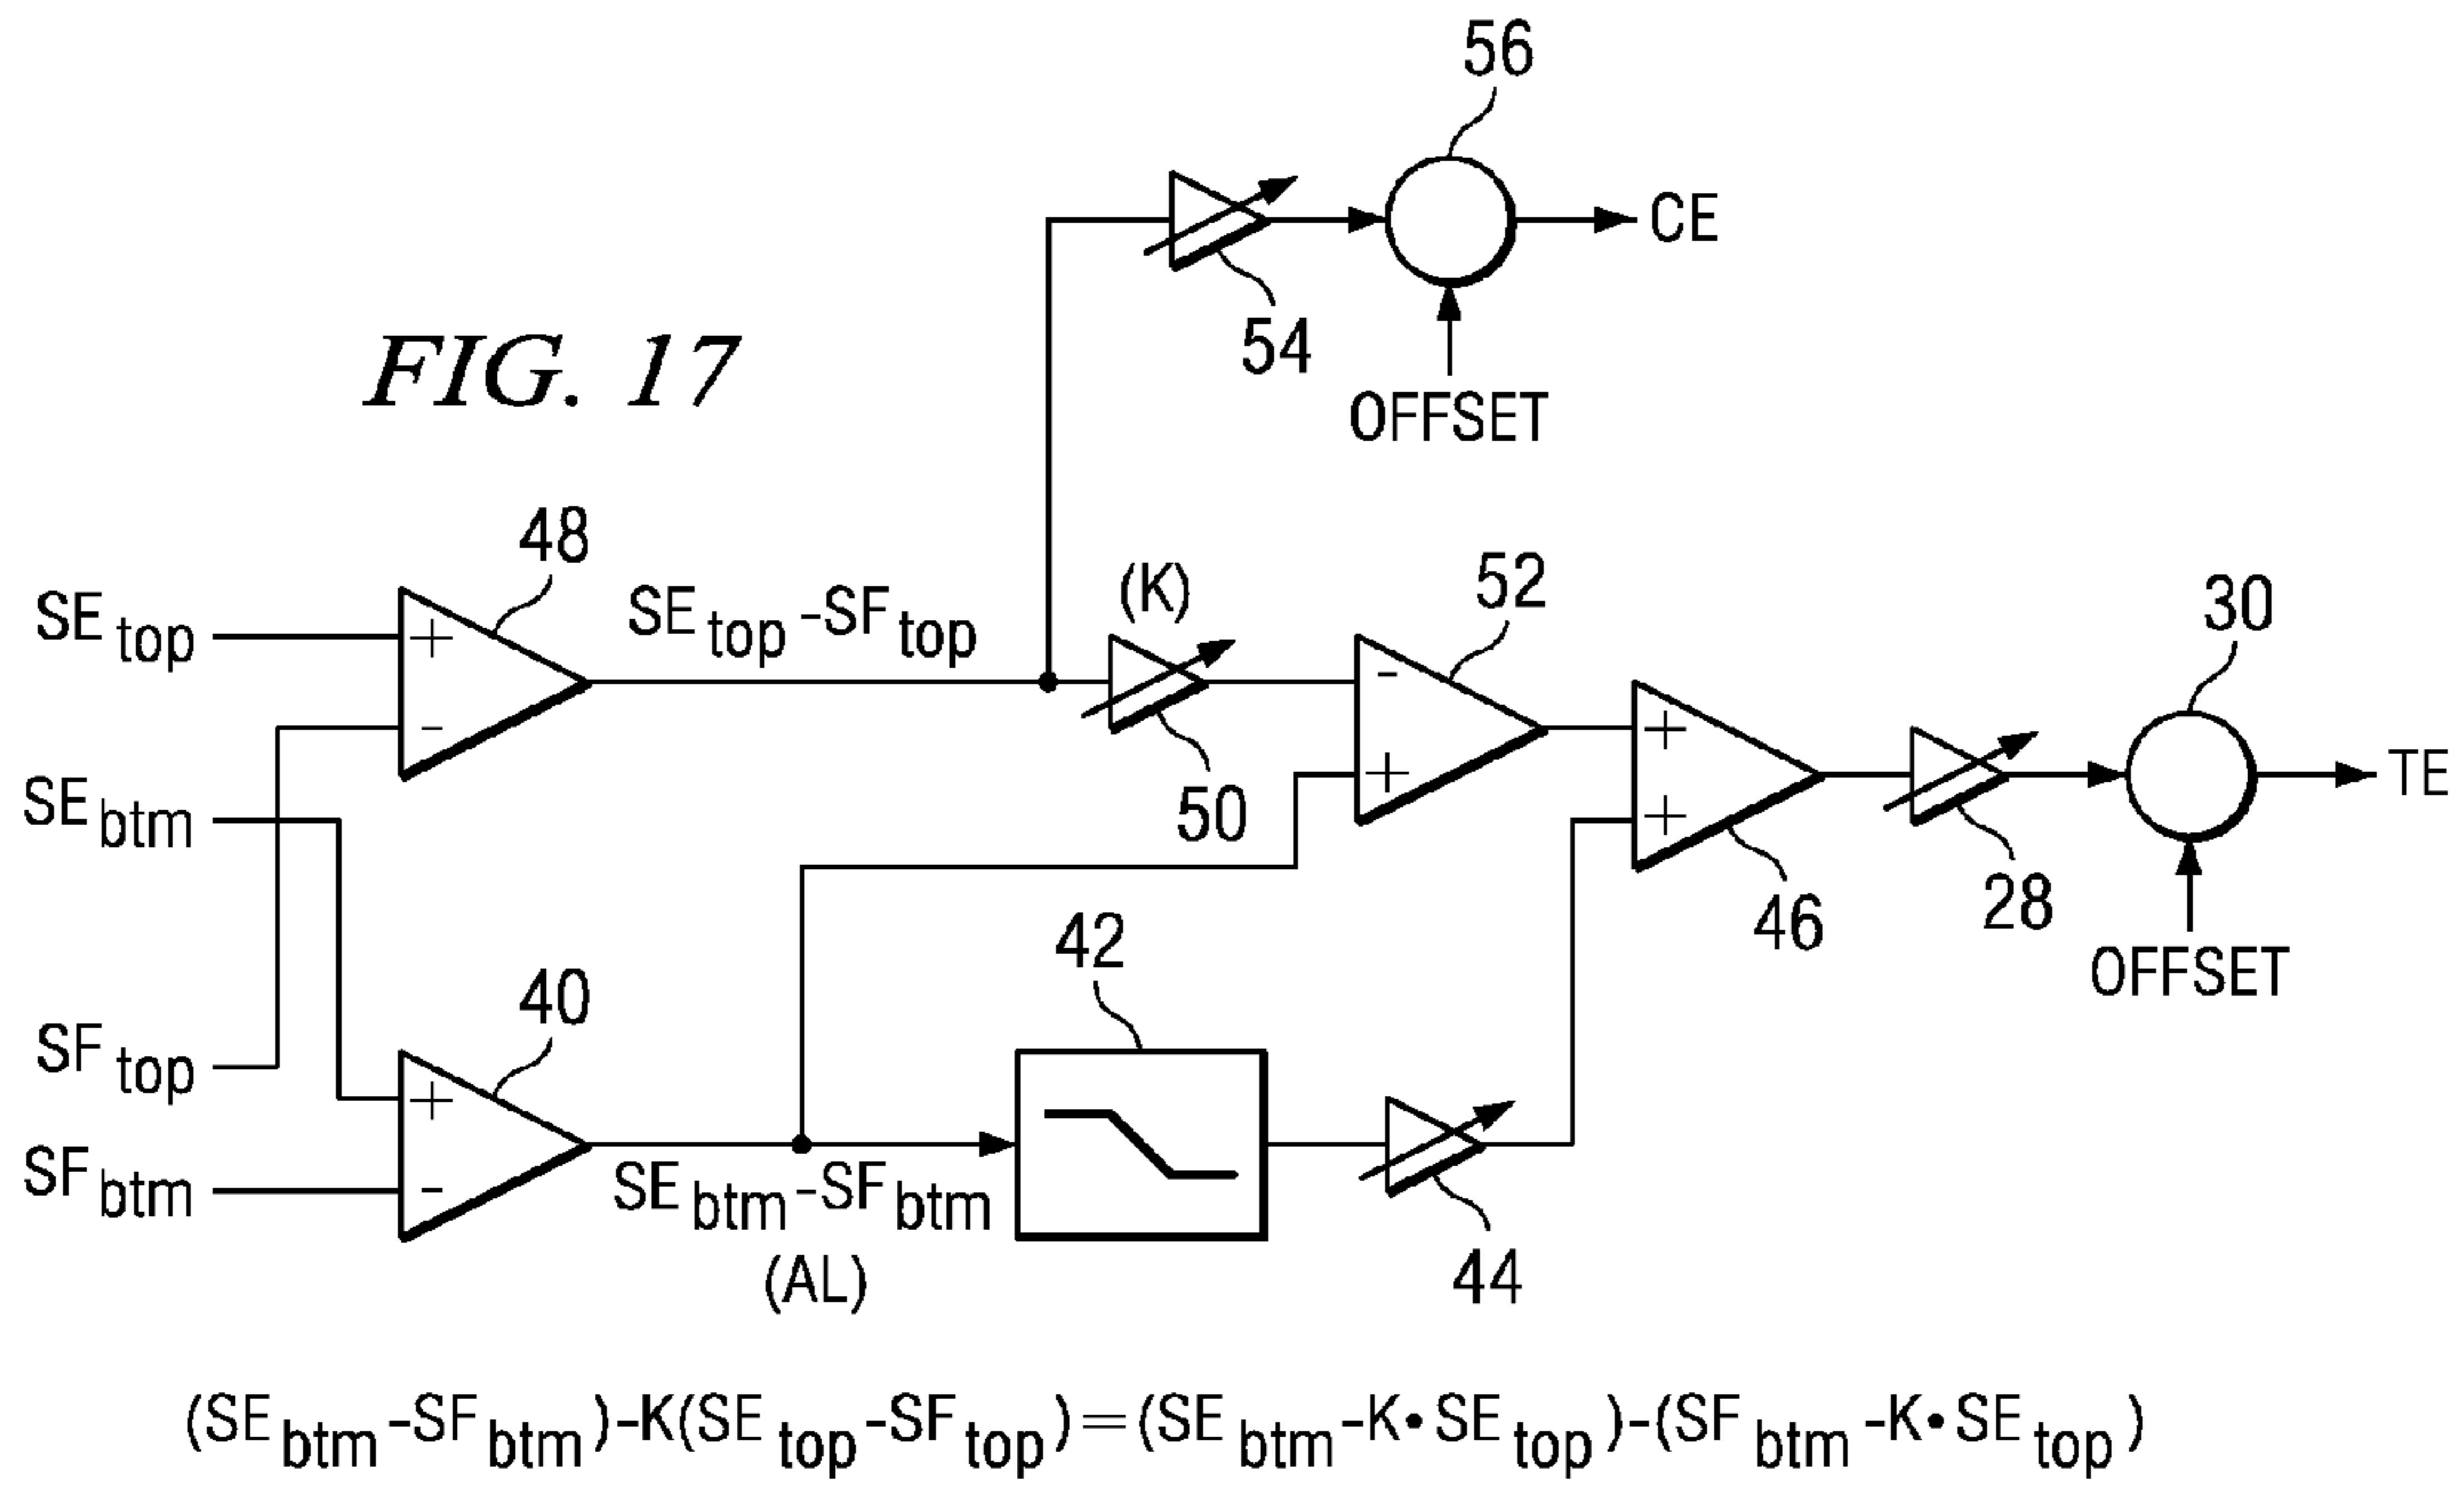 56
CE
54
OFFSET
FIG. 17
48
SE top
SE top -SF top
(K)
52
30
SE btm
50
TE
46
28
OFFSET
42
40
SF top
SF btm
SE btm -SF btm
(AL)
44
(SE btm -SF btm )-K(SE top -SF top )=(SE btm -K•SE top )-(SF btm -K•SE top )